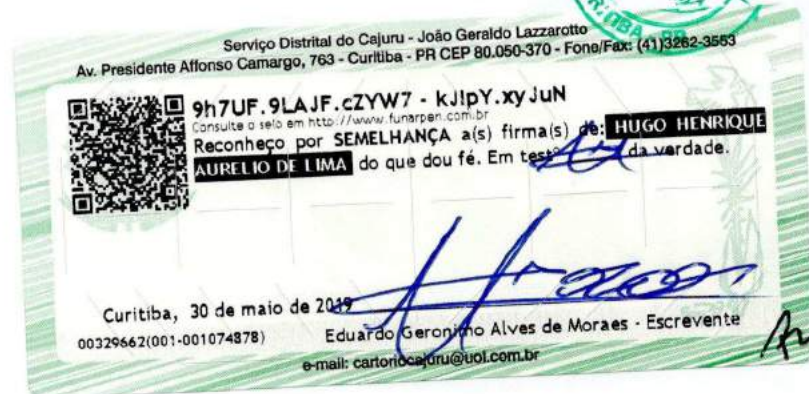 Serviço Distrital do Cajuru - João Geraldo Lazzarotto
Av. Presidente Affonso Camargo, 763 - Curitiba - PR CEP 80.050-370 - Fone/Fax: (41)3262-3553
9h7UF.9LAJF.cZYW7 - kJlpY.xyJuN
Consulte o selo em http://www.funarpen.com.br
Reconheço por SEMELHANÇA a(s) firma(s) de: HUGO HENRIQUE
AURELIO DE LIMA do que dou fé. Em testº da verdade.
Curitiba, 30 de maio de 2019
00329662(001-001074878) Eduardo Geronimo Alves de Moraes - Escrevente
e-mail: cartoriocajuru@uol.com.br